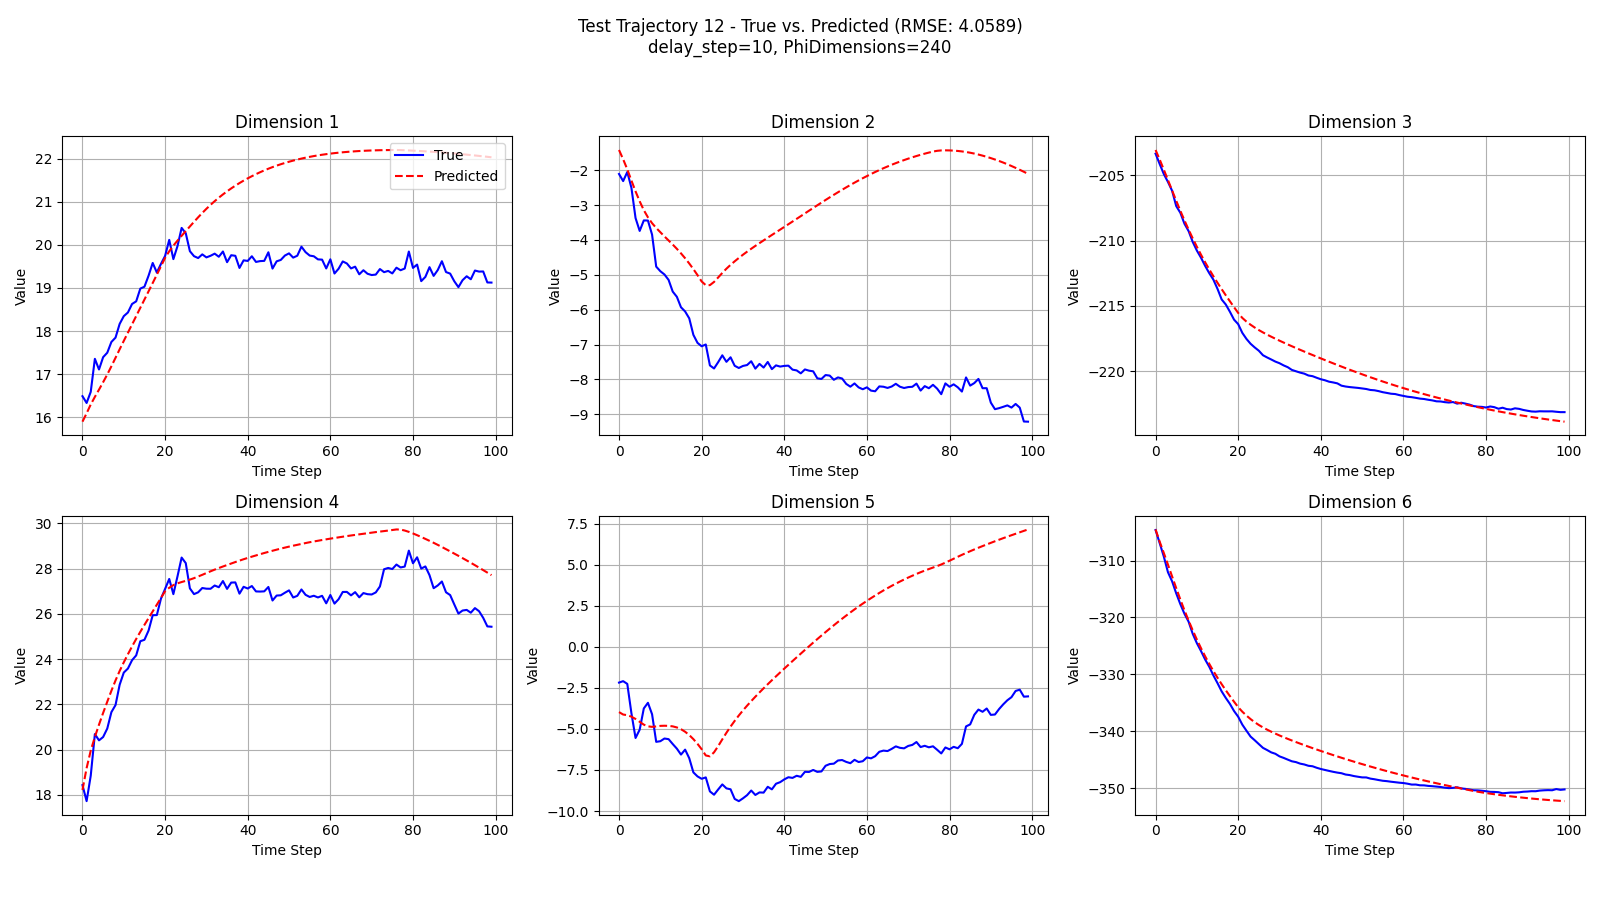 Test Trajectory 12 - True vs. Predicted (RMSE: 4.0589)
delay_step=10, PhiDimensions=240
Dimension 1
Value
22
21
20
19
18
17
16
0 20 40 60 80 100
Time Step
True
Predicted
Dimension 2
Value
−2
−3
−4
−5
−6
−7
−8
−9
0 20 40 60 80 100
Time Step
Dimension 3
Value
−205
−210
−215
−220
0 20 40 60 80 100
Time Step
Dimension 4
Value
30
28
26
24
22
20
18
0 20 40 60 80 100
Time Step
Dimension 5
Value
7.5
5.0
2.5
0.0
−2.5
−5.0
−7.5
−10.0
0 20 40 60 80 100
Time Step
Dimension 6
Value
−310
−320
−330
−340
−350
0 20 40 60 80 100
Time Step